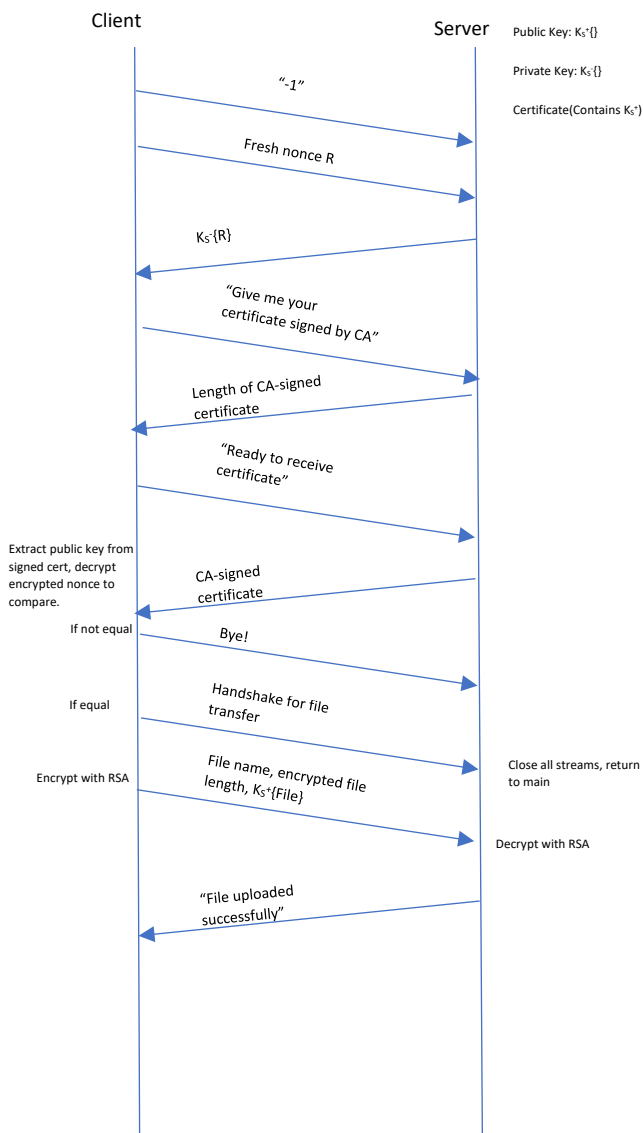 Client
Server
Public Key: Kₛ⁺{}
Private Key: Kₛ⁻{}
Certificate(Contains Kₛ⁺)
“-1”
Fresh nonce R
Kₛ⁻{R}
“Give me your
certificate signed by CA”
Length of CA-signed
certificate
“Ready to receive
certificate”
Extract public key from
signed cert, decrypt
encrypted nonce to
compare.
CA-signed
certificate
If not equal
Bye!
If equal
Handshake for file
transfer
Close all streams, return
to main
Encrypt with RSA
File name, encrypted file
length, Kₛ⁺{File}
Decrypt with RSA
“File uploaded
successfully”